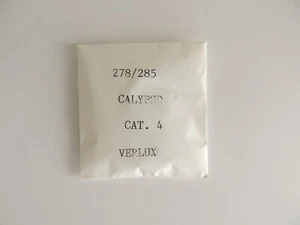 278/285
CALYPSO
CAT. 4
VERLUX